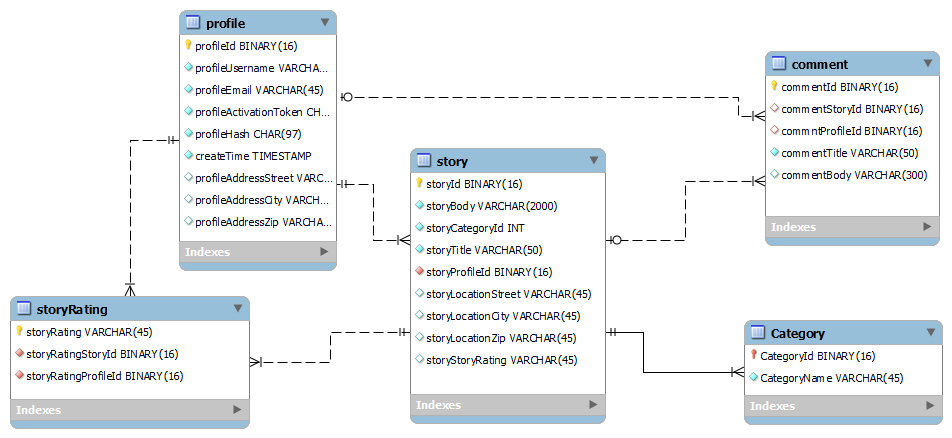 profile
profileId BINARY(16)
profileUsername VARCHA...
profileEmail VARCHAR(45)
profileActivationToken CH...
profileHash CHAR(97)
createTime TIMESTAMP
profileAddressStreet VARC...
profileAddressCity VARCH...
profileAddressZip VARCHA...
Indexes
comment
commentId BINARY(16)
commentStoryId BINARY(16)
commntProfileId BINARY(16)
commentTitle VARCHAR(50)
commentBody VARCHAR(300)
Indexes
story
storyId BINARY(16)
storyBody VARCHAR(2000)
storyCategoryId INT
storyTitle VARCHAR(50)
storyProfileId BINARY(16)
storyLocationStreet VARCHAR(45)
storyLocationCity VARCHAR(45)
storyLocationZip VARCHAR(45)
storyStoryRating VARCHAR(45)
Indexes
storyRating
storyRating VARCHAR(45)
storyRatingStoryId BINARY(16)
storyRatingProfileId BINARY(16)
Indexes
Category
CategoryId BINARY(16)
CategoryName VARCHAR(45)
Indexes